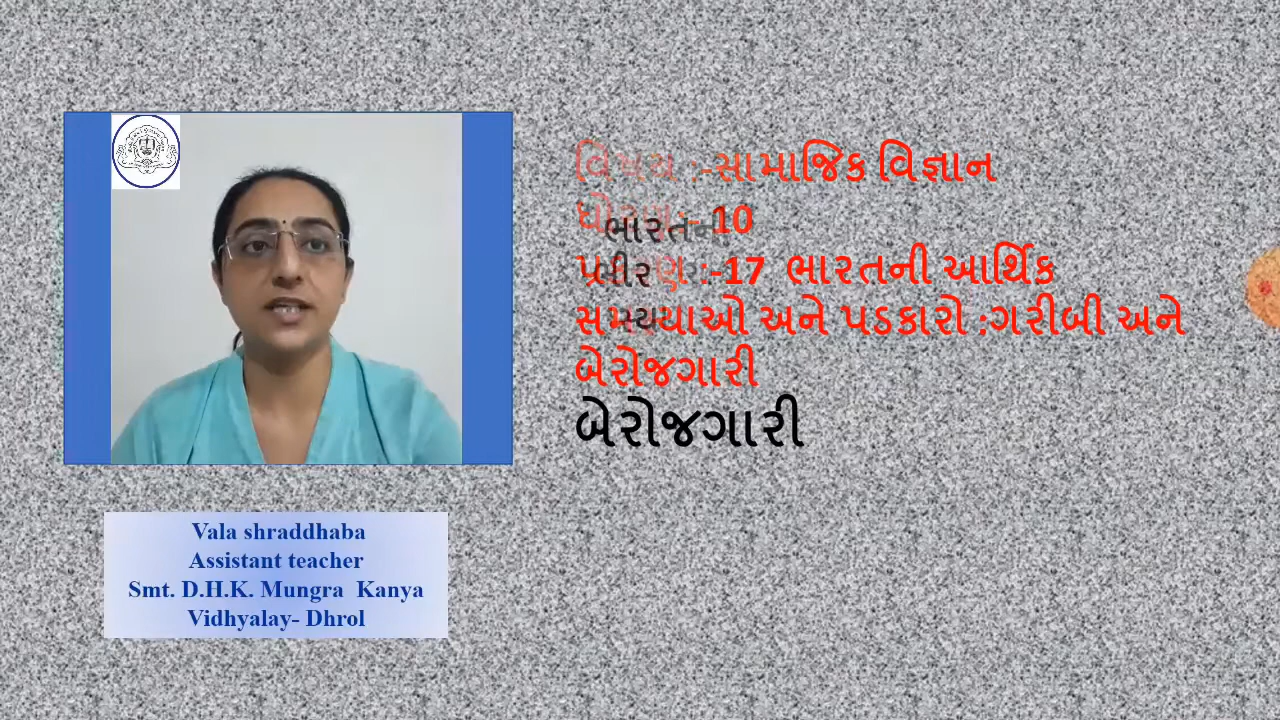 વિષય :-સામાજિક વિજ્ઞાન
ધોરણ:- 10
પ્રકરણ :-17 ભારતની આર્થિક
સમસ્યાઓ અને પડકારો :ગરીબી અને
બેરોજગારી
બેરોજગારી
Vala shraddhaba
Assistant teacher
Smt. D.H.K. Mungra Kanya
Vidhyalay- Dhrol